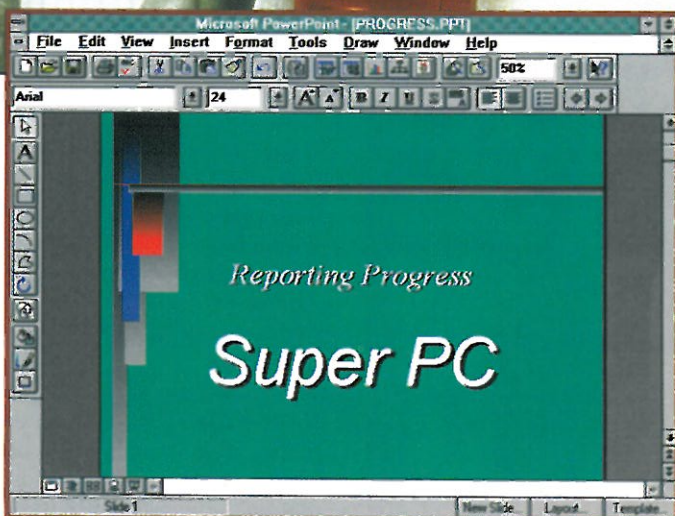 Microsoft PowerPoint - [PROGRESS.PPT]
File Edit View Insert Format Tools Draw Window Help
50%
Arial 24 A A B I U S
A
Reporting Progress
Super PC
Slide 1 New Slide... Layout... Template...